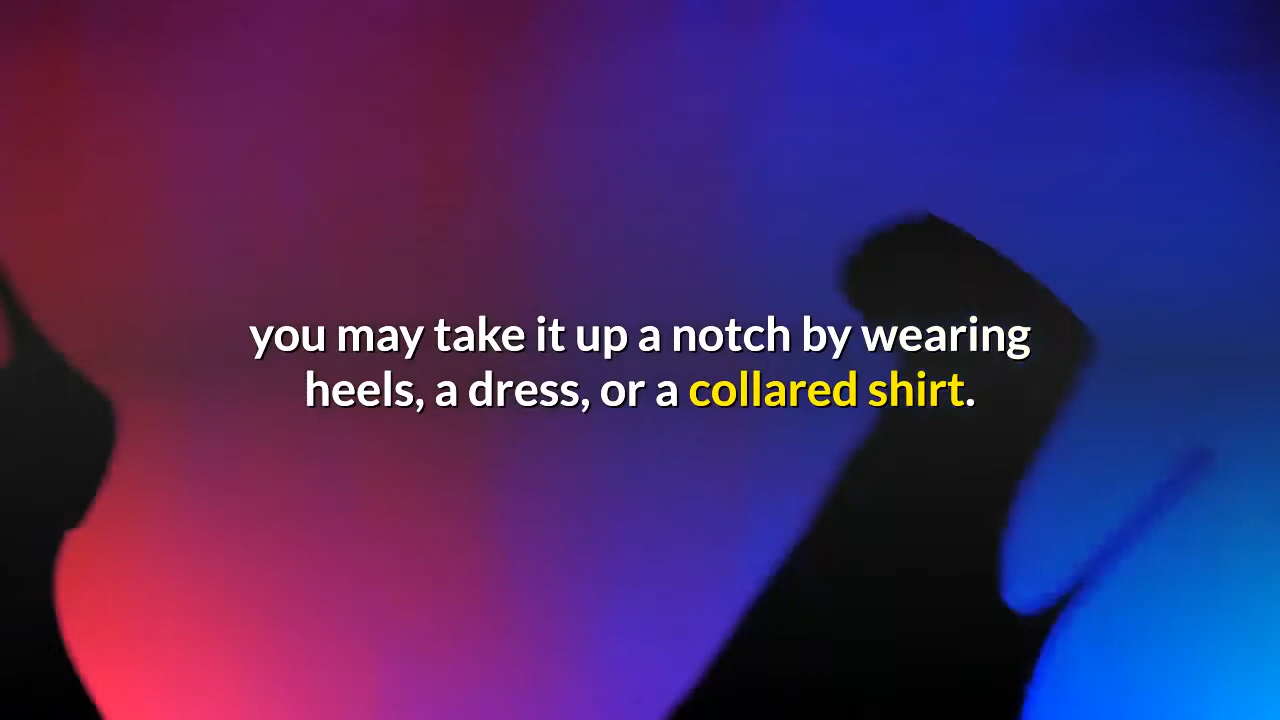 you may take it up a notch by wearing
heels, a dress, or a collared shirt.